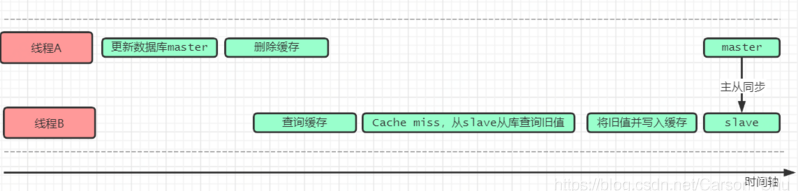 线程A
更新数据库master
删除缓存
master
主从同步
线程B
查询缓存
Cache miss, 从slave从库查询旧值
将旧值并写入缓存
slave
时间轴